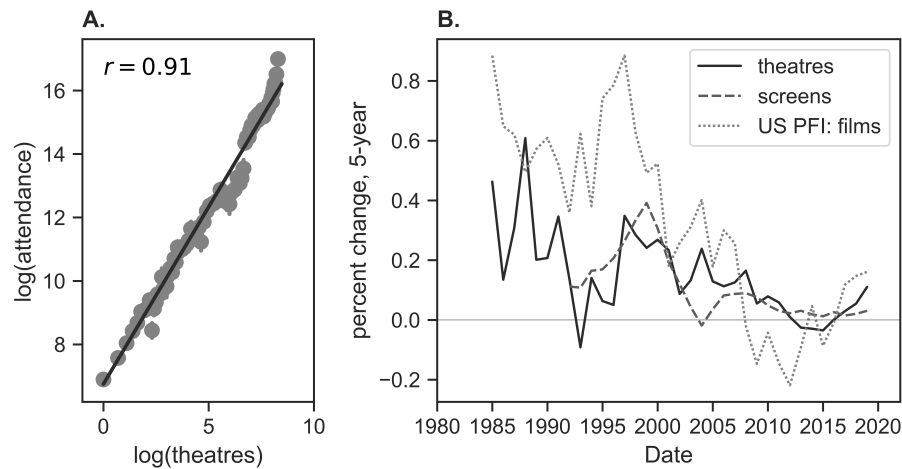 A.
r = 0.91
16
14
12
10
8
0 5 10
log(attendance)
log(theatres)
B.
theatres
screens
US PFI: films
0.8
0.6
0.4
0.2
0.0
−0.2
1980 1985 1990 1995 2000 2005 2010 2015 2020
percent change, 5-year
Date